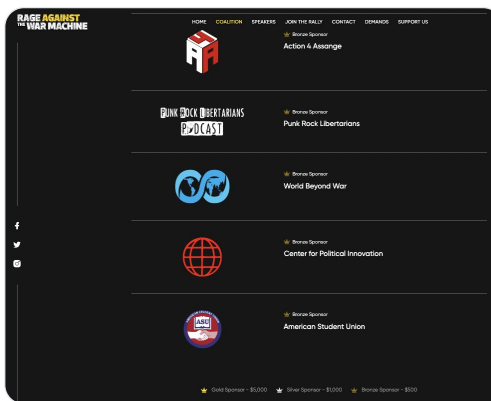 RAGE AGAINST
THE WAR MACHINE
HOME COALITION SPEAKERS JOIN THE RALLY CONTACT DEMANDS SUPPORT US
AAA
Bronze Sponsor
Action 4 Assange
PUNK ROCK LIBERTARIANS
PODCAST
Bronze Sponsor
Punk Rock Libertarians
Bronze Sponsor
World Beyond War
Bronze Sponsor
Center for Political Innovation
ASU
Bronze Sponsor
American Student Union
Gold Sponsor - $5,000 Silver Sponsor - $1,000 Bronze Sponsor - $500